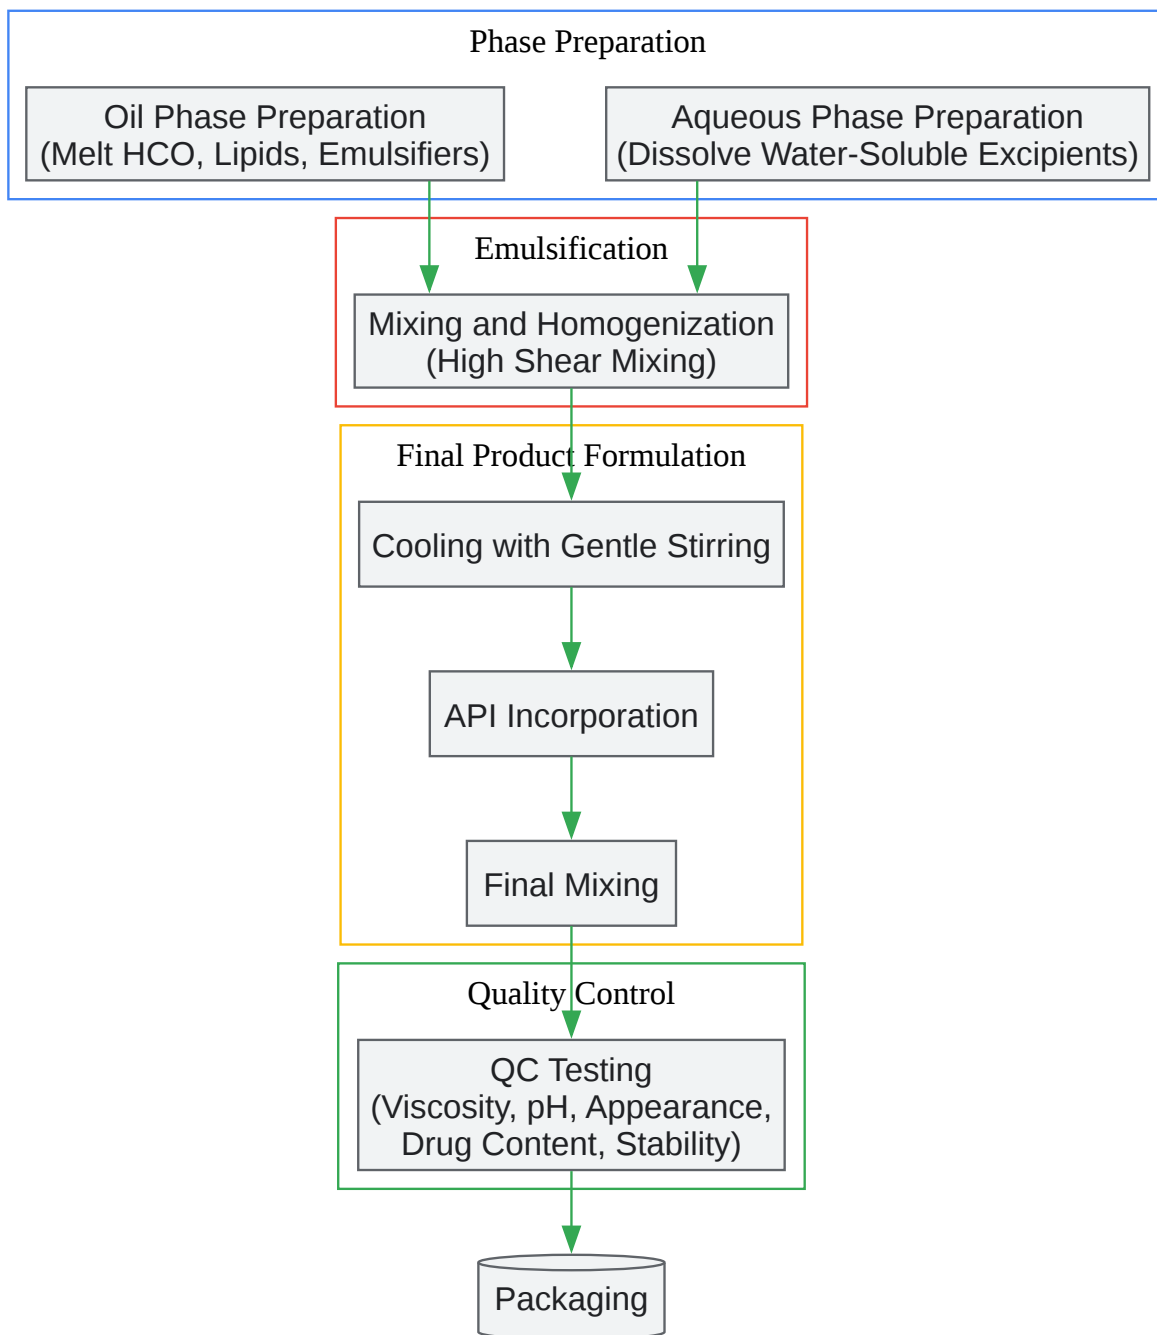 Phase Preparation
Oil Phase Preparation
(Melt HCO, Lipids, Emulsifiers)
Aqueous Phase Preparation
(Dissolve Water-Soluble Excipients)
Emulsification
Mixing and Homogenization
(High Shear Mixing)
Final Product Formulation
Cooling with Gentle Stirring
API Incorporation
Final Mixing
Quality Control
QC Testing
(Viscosity, pH, Appearance,
Drug Content, Stability)
Packaging